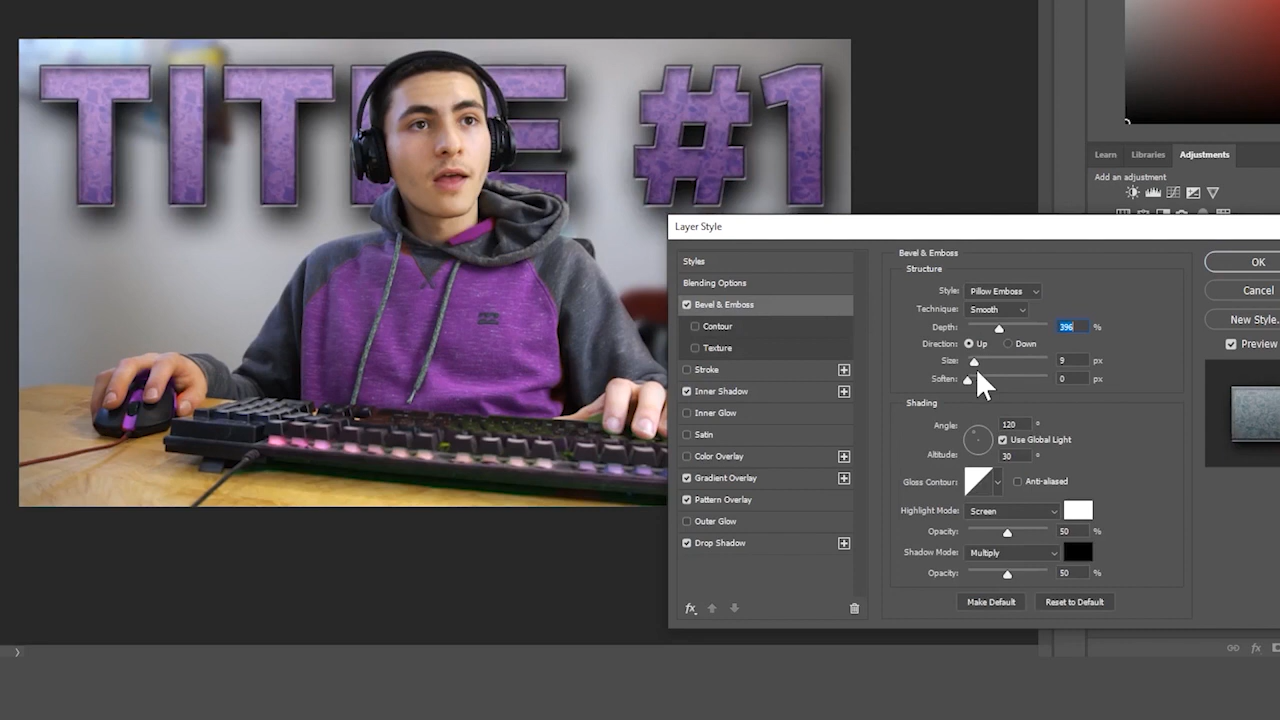 TITLE #1
Learn Libraries Adjustments
Add an adjustment
Layer Style
Styles
Blending Options
Bevel & Emboss
Contour
Texture
Stroke
Inner Shadow
Inner Glow
Satin
Color Overlay
Gradient Overlay
Pattern Overlay
Outer Glow
Drop Shadow
fx
Bevel & Emboss
Structure
Style: Pillow Emboss
Technique: Smooth
Depth: 396 %
Direction: Up Down
Size: 9 px
Soften: 0 px
Shading
Angle: 120 °
Use Global Light
Altitude: 30 °
Gloss Contour: Anti-aliased
Highlight Mode: Screen
Opacity: 50 %
Shadow Mode: Multiply
Opacity: 50 %
Make Default Reset to Default
OK
Cancel
New Style.
Preview
fx